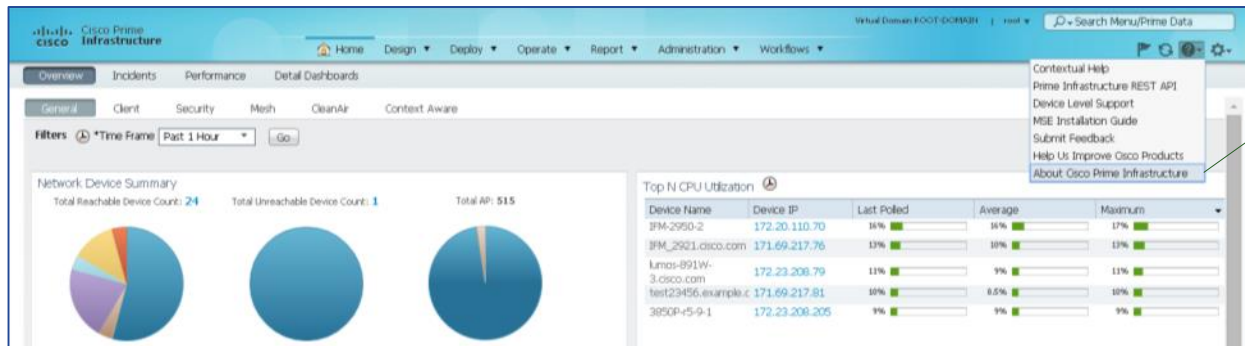 Virtual Domain ROOT-DOMAIN | root
Search Menu/Prime Data
Cisco Prime
CISCO Infrastructure
Home Design Deploy Operate Report Administration Workflows
Overview Incidents Performance Detail Dashboards
General Client Security Mesh CleanAir Context Aware
Filters *Time Frame Past 1 Hour Go
Contextual Help
Prime Infrastructure REST API
Device Level Support
MSE Installation Guide
Submit Feedback
Help Us Improve Cisco Products
About Cisco Prime Infrastructure
Network Device Summary
Total Reachable Device Count: 24 Total Unreachable Device Count: 1 Total AP: 515
Top N CPU Utilization
Device Name Device IP Last Polled Average Maximum
IFM-2950-2 172.20.110.70 16% 16% 17%
IFM_2921.cisco.com 171.69.217.76 13% 10% 13%
lumos-891W-
3.cisco.com 172.23.208.79 11% 9% 11%
test23456.example.c 171.69.217.81 10% 8.5% 10%
3850P-r5-9-1 172.23.208.205 9% 9% 9%